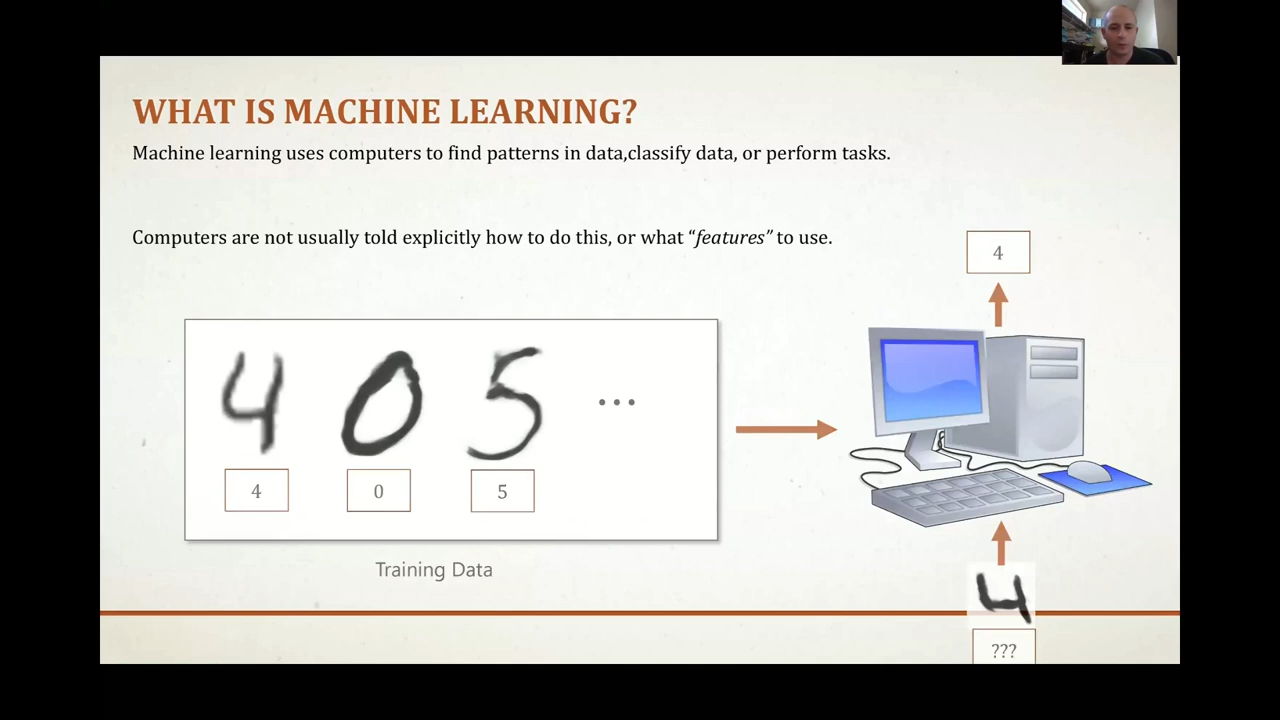 WHAT IS MACHINE LEARNING?
Machine learning uses computers to find patterns in data,classify data, or perform tasks.
Computers are not usually told explicitly how to do this, or what “features” to use.
4
4 0 5 ...
4 0 5
Training Data
4
???